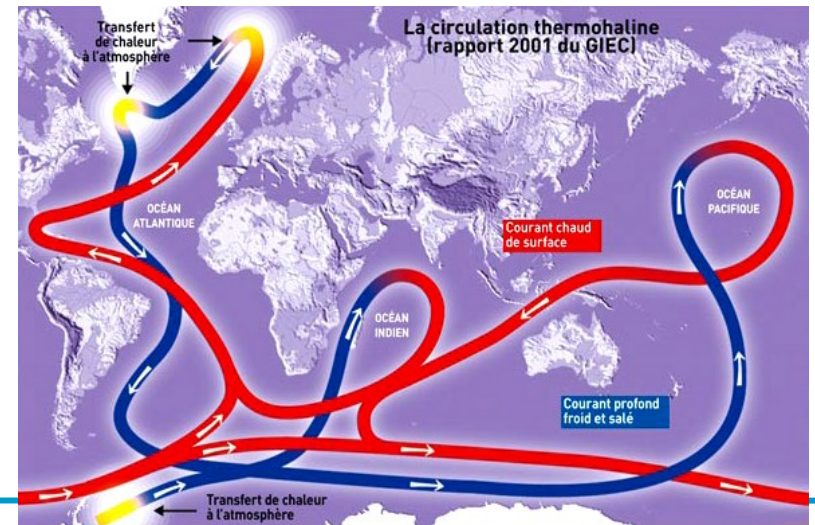 Transfert
de chaleur
à l'atmosphère
La circulation thermohaline
(rapport 2001 du GIEC)
OCÉAN
ATLANTIQUE
OCÉAN
PACIFIQUE
Courant chaud
de surface
OCÉAN
INDIEN
Courant profond
froid et salé
Transfert de chaleur
à l'atmosphère